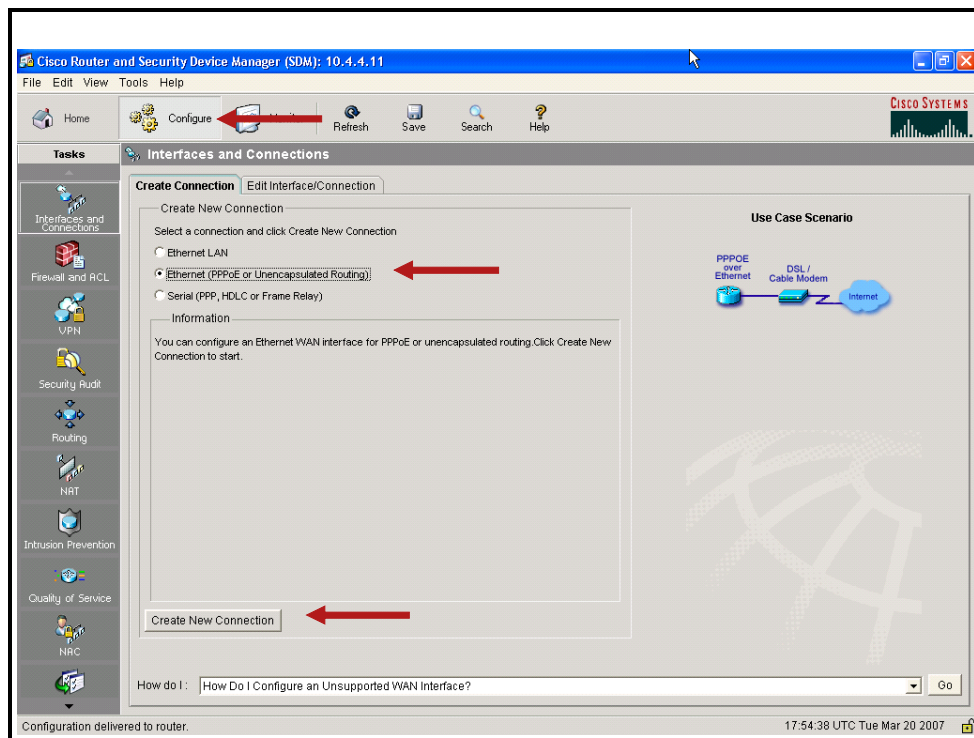 Cisco Router and Security Device Manager (SDM): 10.4.4.11
File Edit View Tools Help
Home
Configure
Refresh
Save
Search
Help
CISCO SYSTEMS
Tasks
Interfaces and Connections
Interfaces and
Connections
Firewall and ACL
VPN
Security Audit
Routing
NAT
Intrusion Prevention
Quality of Service
NAC
Create Connection
Edit Interface/Connection
Create New Connection
Select a connection and click Create New Connection
Ethernet LAN
Ethernet (PPPoE or Unencapsulated Routing)
Serial (PPP, HDLC or Frame Relay)
Information
You can configure an Ethernet WAN interface for PPPoE or unencapsulated routing.Click Create New
Connection to start.
Create New Connection
Use Case Scenario
PPPOE
over
Ethernet
DSL /
Cable Modem
Internet
How do I :
How Do I Configure an Unsupported WAN Interface?
Go
Configuration delivered to router.
17:54:38 UTC Tue Mar 20 2007